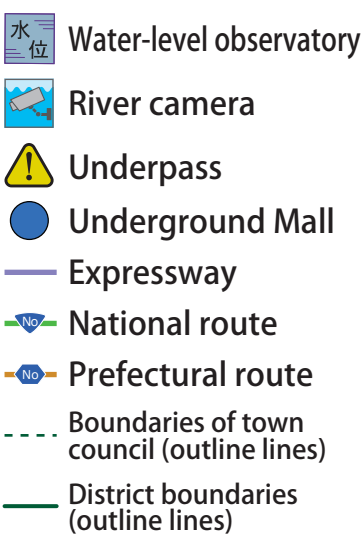 水位 Water-level observatory
River camera
Underpass
Underground Mall
Expressway
No National route
No Prefectural route
Boundaries of town
council (outline lines)
District boundaries
(outline lines)